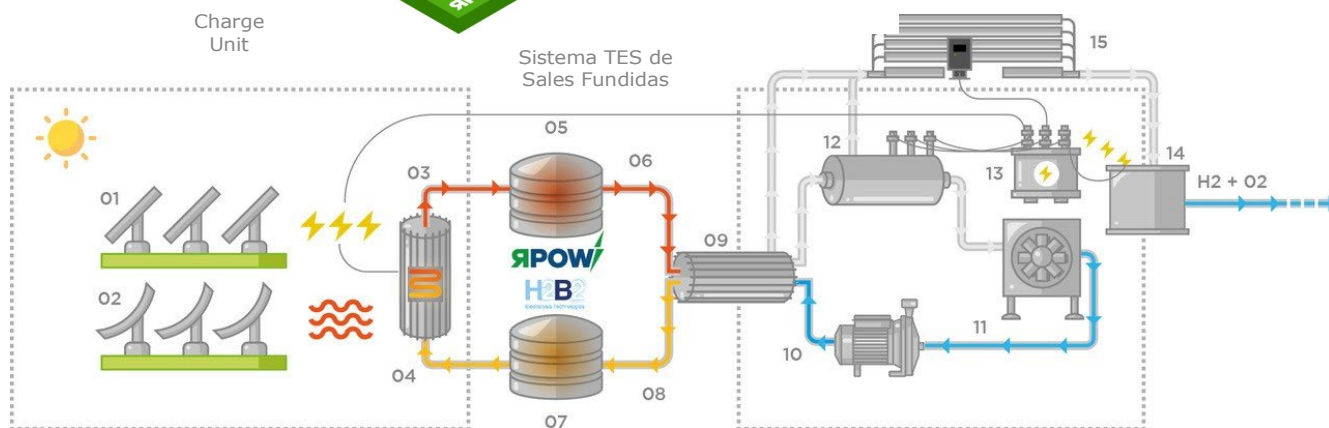 Charge
Unit
Sistema TES de
Sales Fundidas
15
05
12
03
06
13
14
01
H2 + O2
09
RPOW
H2B2
02
11
10
04
08
07